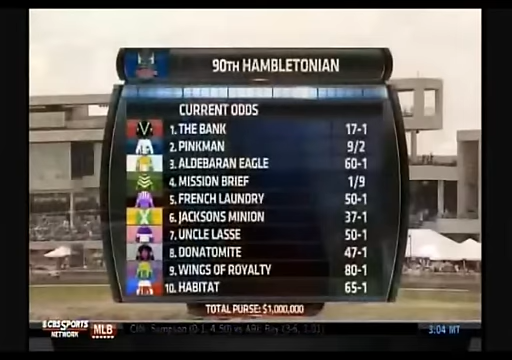 90TH HAMBLETONIAN
CURRENT ODDS
1. THE BANK 17-1
2. PINKMAN 9/2
3. ALDEBARAN EAGLE 60-1
4. MISSION BRIEF 1/9
5. FRENCH LAUNDRY 50-1
6. JACKSONS MINION 37-1
7. UNCLE LASSE 50-1
8. DONATOMITE 47-1
9. WINGS OF ROYALTY 80-1
10. HABITAT 65-1
TOTAL PURSE: $1,000,000
CBS SPORTS NETWORK MLB 3:04 MT